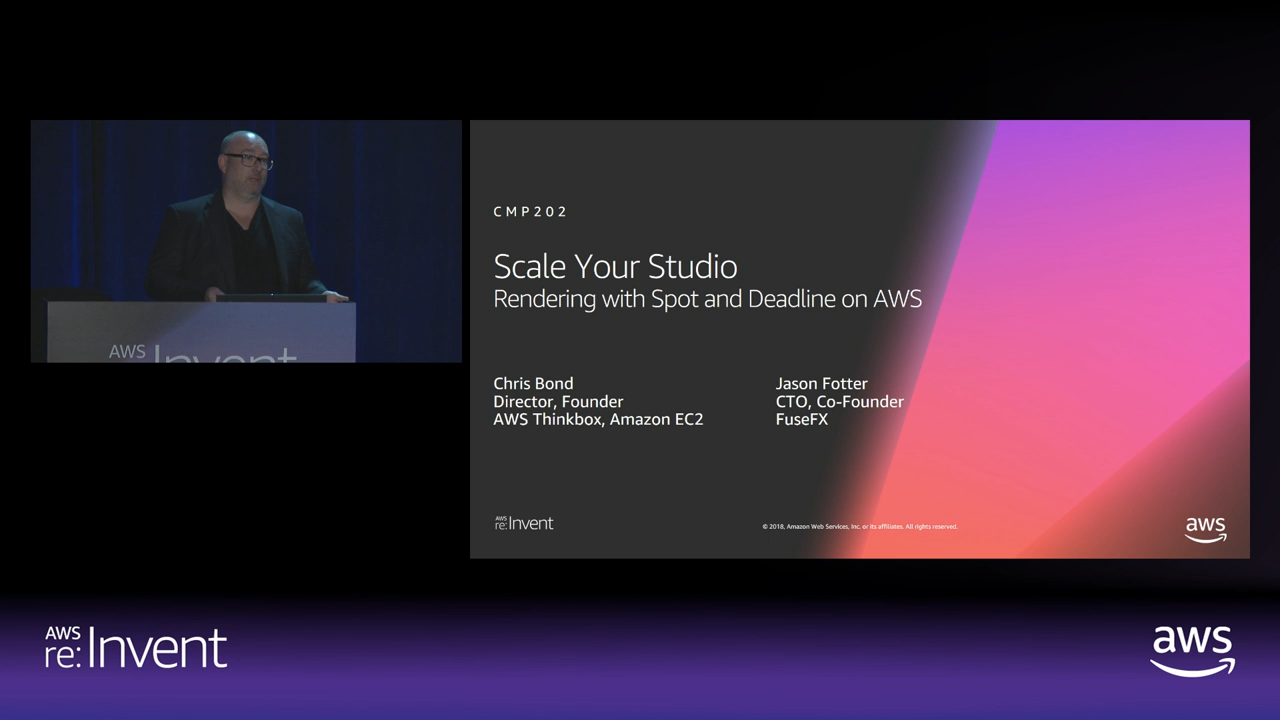 AWS
Invent
CMP202
Scale Your Studio
Rendering with Spot and Deadline on AWS
Chris Bond
Director, Founder
AWS Thinkbox, Amazon EC2
Jason Fotter
CTO, Co-Founder
FuseFX
AWS
re:Invent
© 2018, Amazon Web Services, Inc. or its affiliates. All rights reserved.
aws
AWS
re:Invent
aws